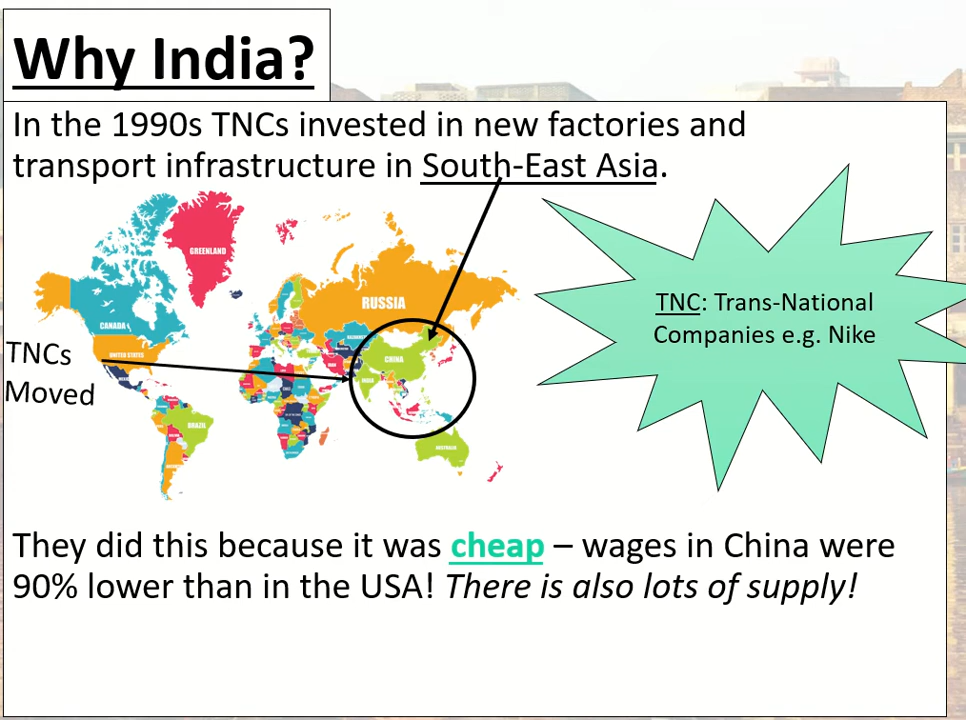 Why India?
In the 1990s TNCs invested in new factories and
transport infrastructure in South-East Asia.
GREENLAND
RUSSIA
CANADA
UNITED STATES
CHINA
INDIA
BRAZIL
AUSTRALIA
TNCs
Moved
TNC: Trans-National
Companies e.g. Nike
They did this because it was cheap – wages in China were
90% lower than in the USA! There is also lots of supply!